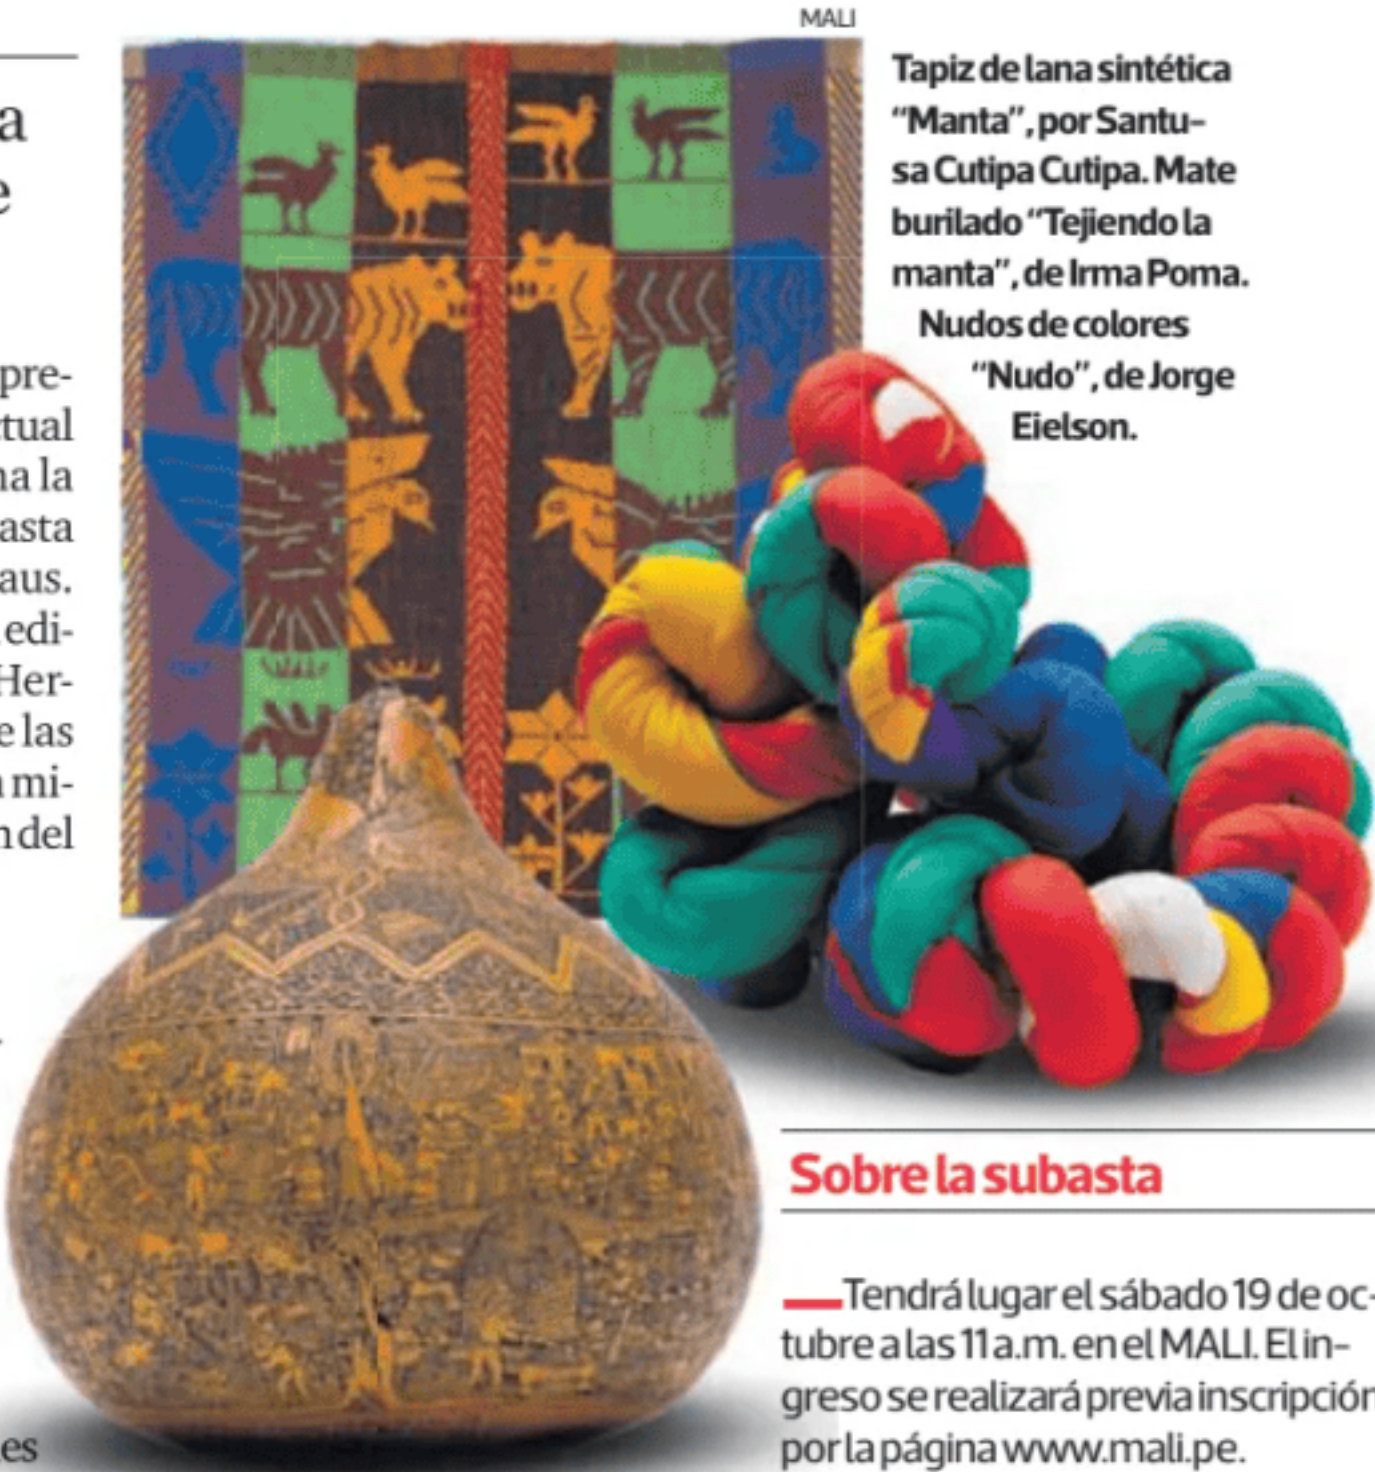 a
e
pre-
tual
na la
asta
aus.
edi-
Her-
e las
mi-
del
es
MALI
Tapiz de lana sintética
“Manta”, por Santu-
sa Cutipa Cutipa. Mate
burilado “Tejiendo la
manta”, de Irma Poma.
Nudos de colores
“Nudo”, de Jorge
Eielson.
Sobre la subasta
Tendrá lugar el sábado 19 de oc-
tubre a las 11 a.m. en el MALI. El in-
greso se realizará previa inscripción
por la página www.mali.pe.